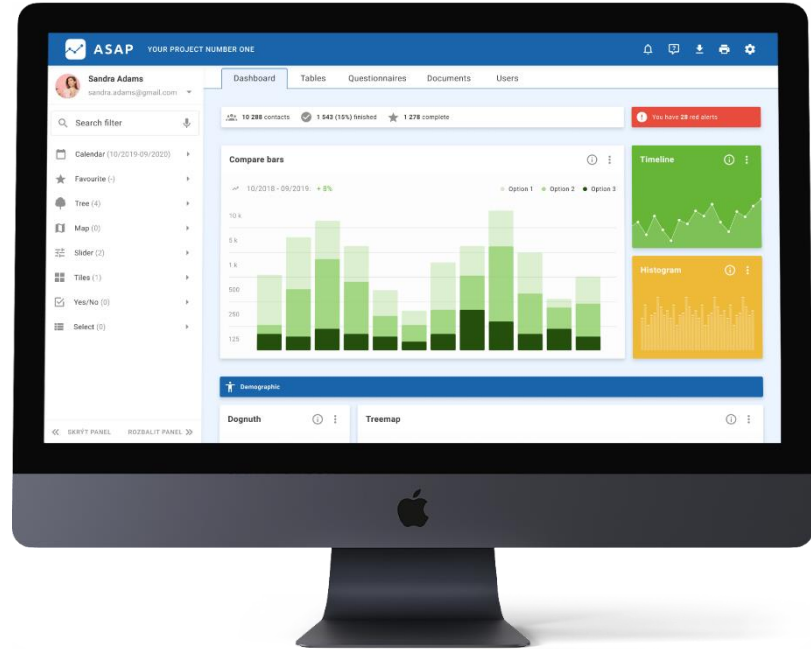 ASAP YOUR PROJECT NUMBER ONE
Sandra Adams
sandra.adams@gmail.com
Search filter
Calendar (10/2019-09/2020)
Favourite (-)
Tree (4)
Map (0)
Slider (2)
Tiles (1)
Yes/No (0)
Select (0)
SKRÝT PANEL ROZBALIT PANEL
Dashboard Tables Questionnaires Documents Users
10 288 contacts 1 543 (15%) finished 1 278 complete
You have 28 red alerts
Compare bars
10/2018 - 09/2019 + 8%
Option 1 Option 2 Option 3
10 k
5 k
1 k
500
250
125
Timeline
Histogram
Demographic
Dognuth
Treemap